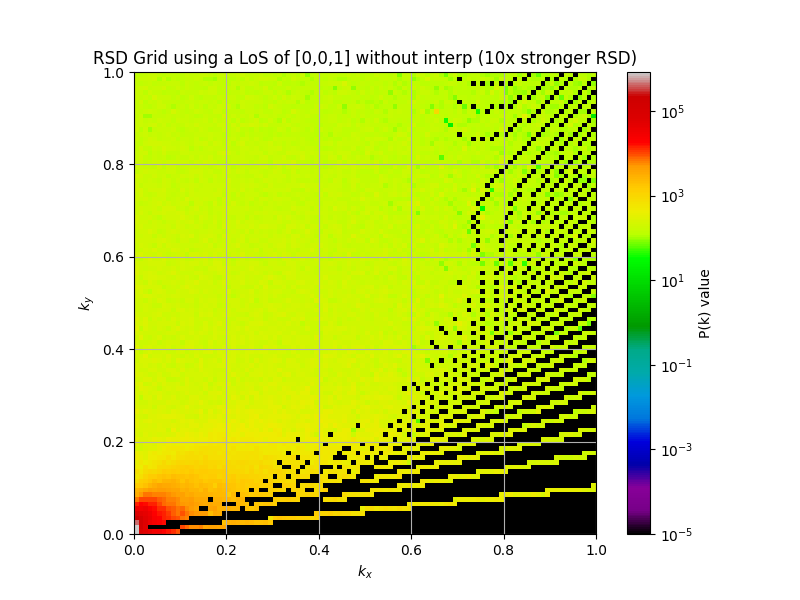 RSD Grid using a LoS of [0,0,1] without interp (10x stronger RSD)
1.0
0.8
0.6
0.4
0.2
0.0
k_y
0.0 0.2 0.4 0.6 0.8 1.0
k_x
10^5
10^3
10^1
10^−1
10^−3
10^−5
P(k) value